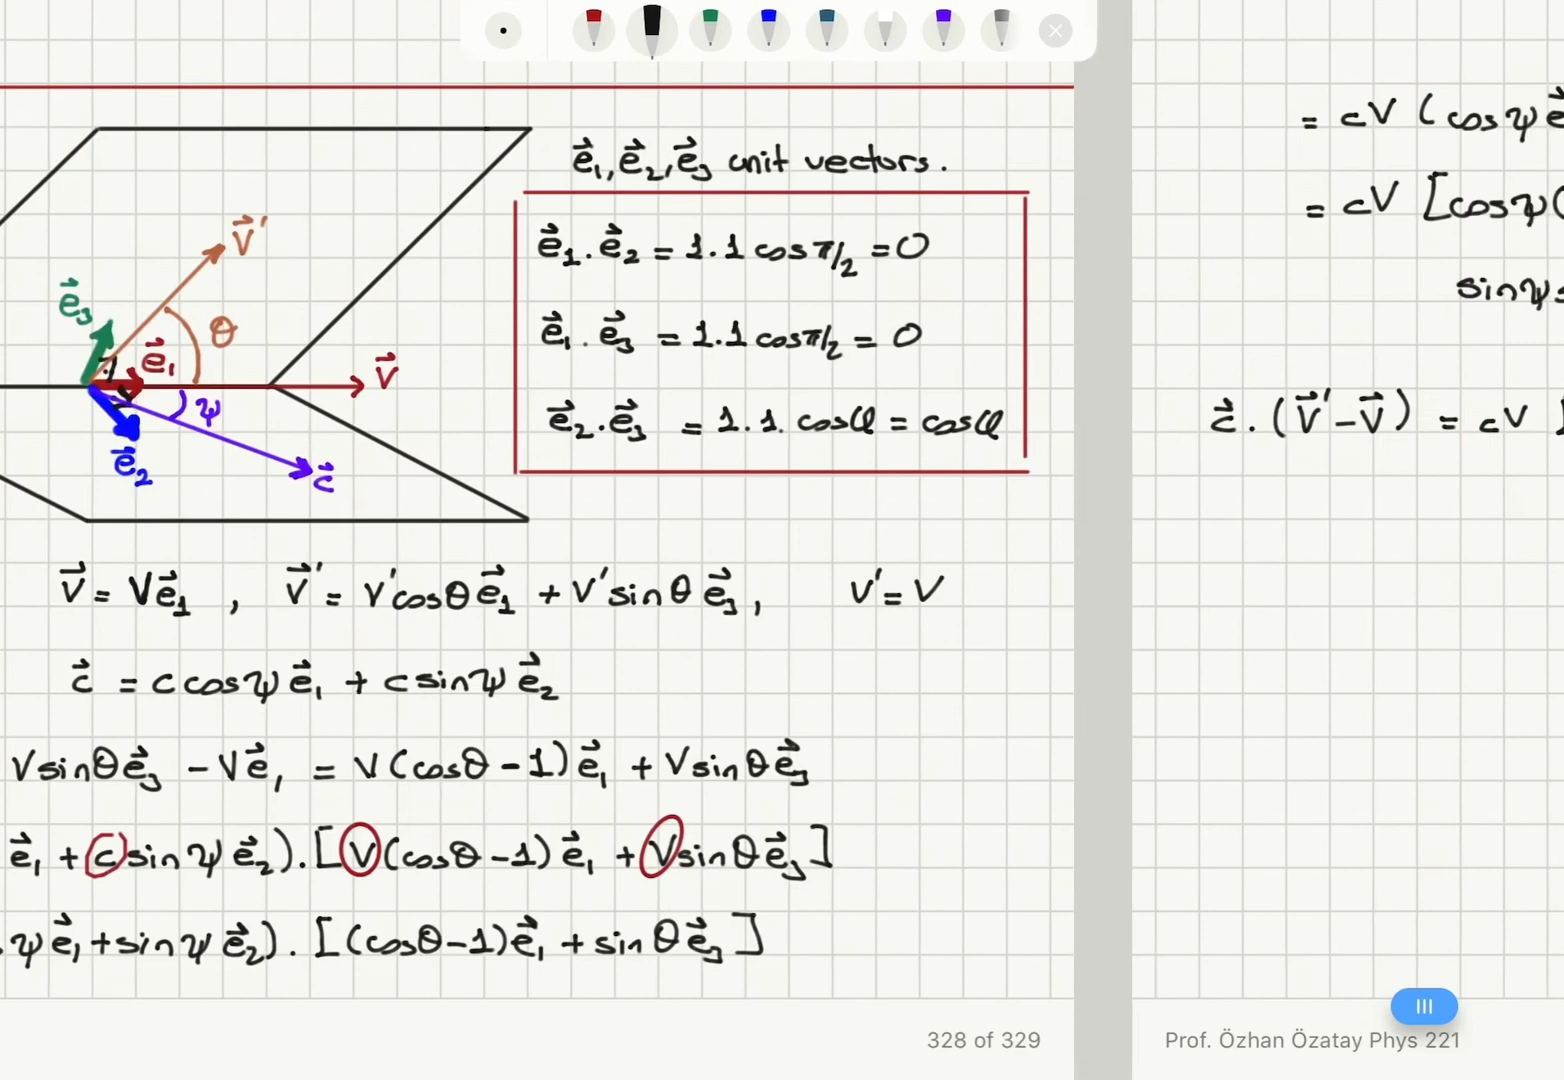 e⃗₁, e⃗₂, e⃗₃ unit vectors.
e⃗₁ . e⃗₂ = 1.1 cos π/2 = 0
e⃗₁ . e⃗₃ = 1.1 cos π/2 = 0
e⃗₂ . e⃗₃ = 1.1. cos φ = cos φ
v⃗'
e⃗₃
θ
e⃗₁
v⃗
ψ
e⃗₂
c⃗
v⃗ = v e⃗₁ , v⃗' = v' cos θ e⃗₁ + v' sin θ e⃗₃ , v' = v
c⃗ = c cos ψ e⃗₁ + c sin ψ e⃗₂
v sin θ e⃗₃ - v e⃗₁ = v (cos θ - 1) e⃗₁ + v sin θ e⃗₃
e⃗₁ + c sin ψ e⃗₂) . [v (cos θ - 1) e⃗₁ + v sin θ e⃗₃]
ψ e⃗₁ + sin ψ e⃗₂) . [(cos θ - 1) e⃗₁ + sin θ e⃗₃]
328 of 329
= cv (cos ψ e⃗
= cv [cos ψ (
sin ψ s
c⃗ . (v⃗' - v⃗) = cv [
Prof. Özhan Özatay Phys 221